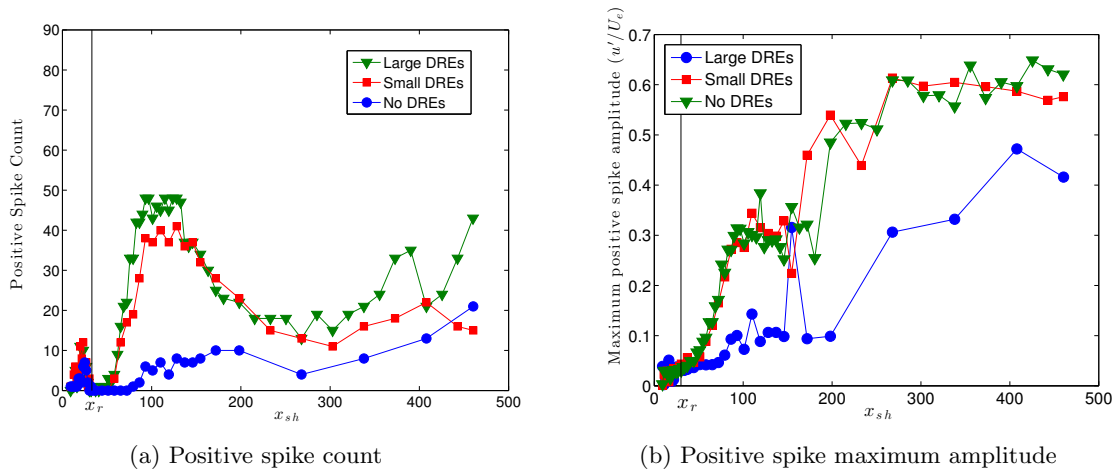 90
80
70
60
50
40
30
20
10
0
Positive Spike Count
Large DREs
Small DREs
No DREs
0 100 200 300 400 500
x_r
x_sh
(a) Positive spike count
0.7
0.6
0.5
0.4
0.3
0.2
0.1
0
Maximum positive spike amplitude (u'/U_e)
Large DREs
Small DREs
No DREs
0 100 200 300 400 500
x_r
x_sh
(b) Positive spike maximum amplitude